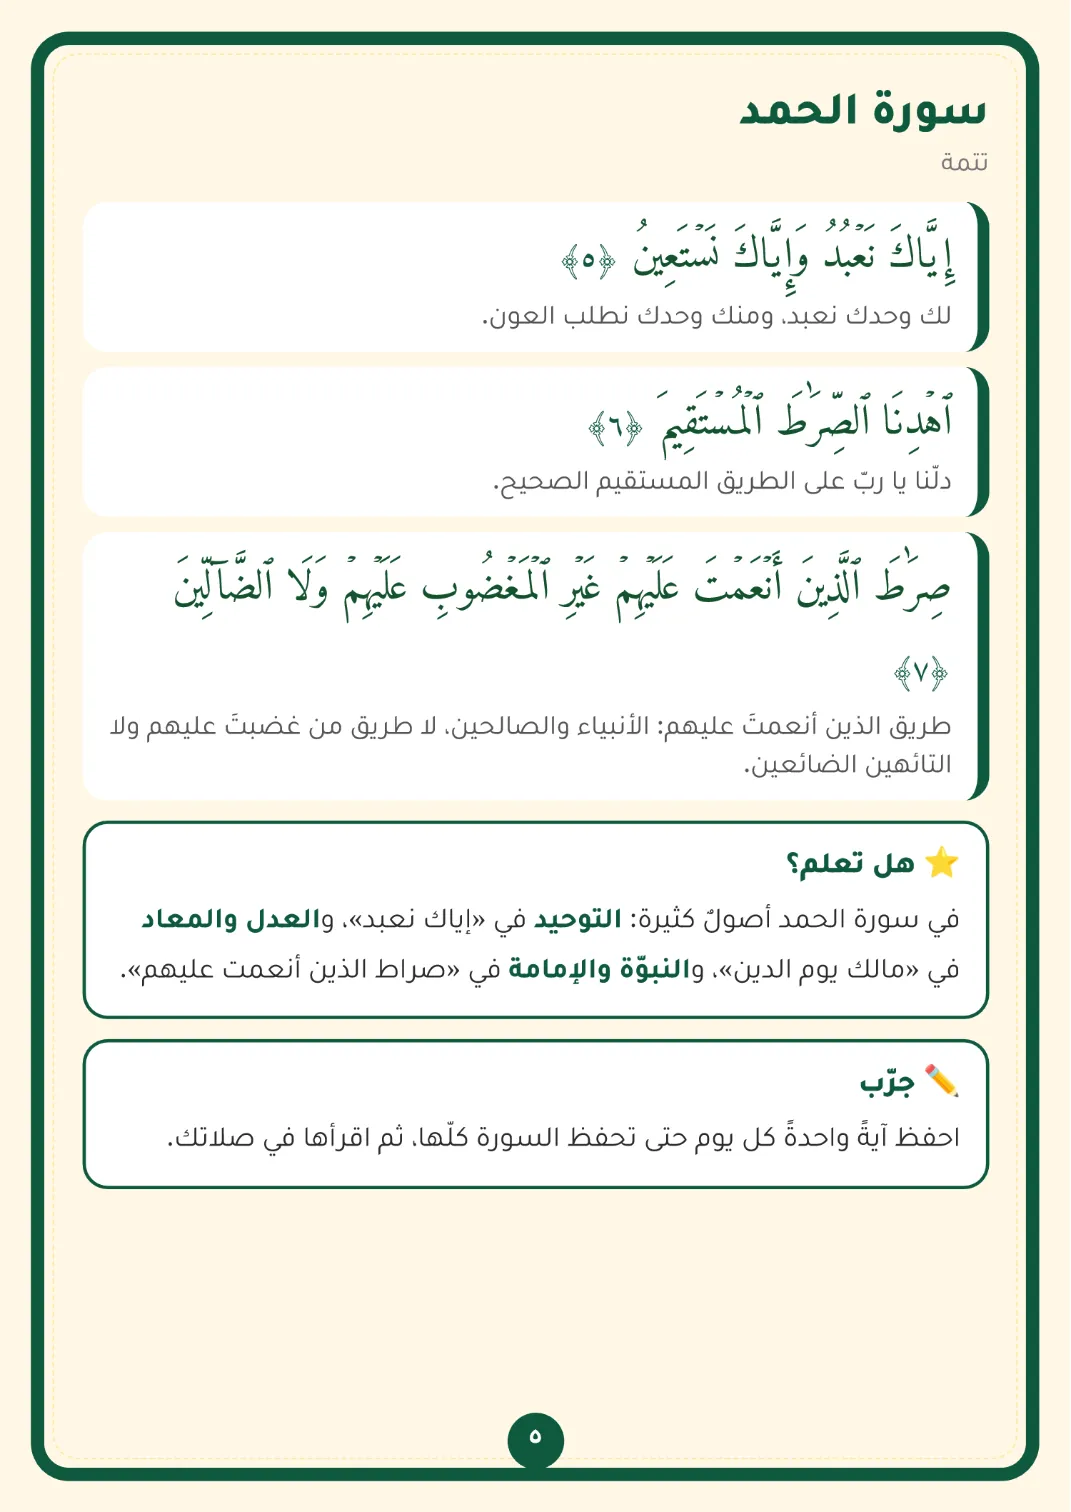 سورة الحمد
تتمة
إِيَّاكَ نَعۡبُدُ وَإِيَّاكَ نَسۡتَعِينُ ﴿٥﴾
لك وحدك نعبد، ومنك وحدك نطلب العون.
ٱهۡدِنَا ٱلصِّرَٰطَ ٱلۡمُسۡتَقِيمَ ﴿٦﴾
دلّنا يا ربّ على الطريق المستقيم الصحيح.
صِرَٰطَ ٱلَّذِينَ أَنۡعَمۡتَ عَلَيۡهِمۡ غَيۡرِ ٱلۡمَغۡضُوبِ عَلَيۡهِمۡ وَلَا ٱلضَّآلِّينَ
﴿٧﴾
طريق الذين أنعمتَ عليهم: الأنبياء والصالحين، لا طريق من غضبتَ عليهم ولا
التائهين الضائعين.
⭐ هل تعلم؟
في سورة الحمد أصولٌ كثيرة: التوحيد في «إياك نعبد»، والعدل والمعاد
في «مالك يوم الدين»، والنبوّة والإمامة في «صراط الذين أنعمت عليهم».
✏️ جرّب
احفظ آيةً واحدةً كل يوم حتى تحفظ السورة كلّها، ثم اقرأها في صلاتك.
٥